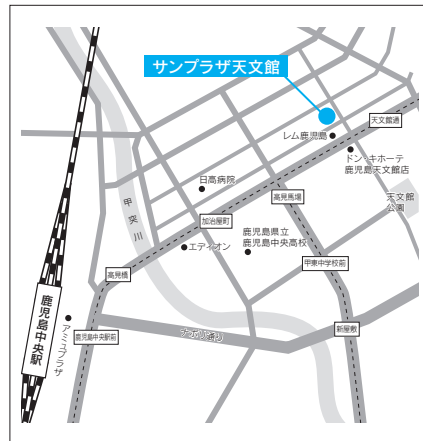 サンプラザ天文館
天文館通
レム鹿児島
ドン・キホーテ
鹿児島天文館店
日高病院
高見馬場
天文館
公園
甲突川
加治屋町
鹿児島県立
鹿児島中央高校
エディオン
甲東中学校前
高見橋
鹿児島中央駅
アミュプラザ
鹿児島中央駅前
ナポリ通り
新屋敷